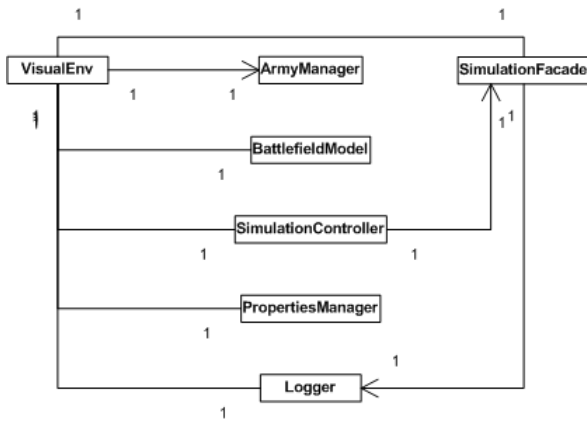 1 1
VisualEnv ArmyManager SimulationFacade
1 1
1 1 1
BattlefieldModel
1
SimulationController
1 1
PropertiesManager
1
1
Logger
1